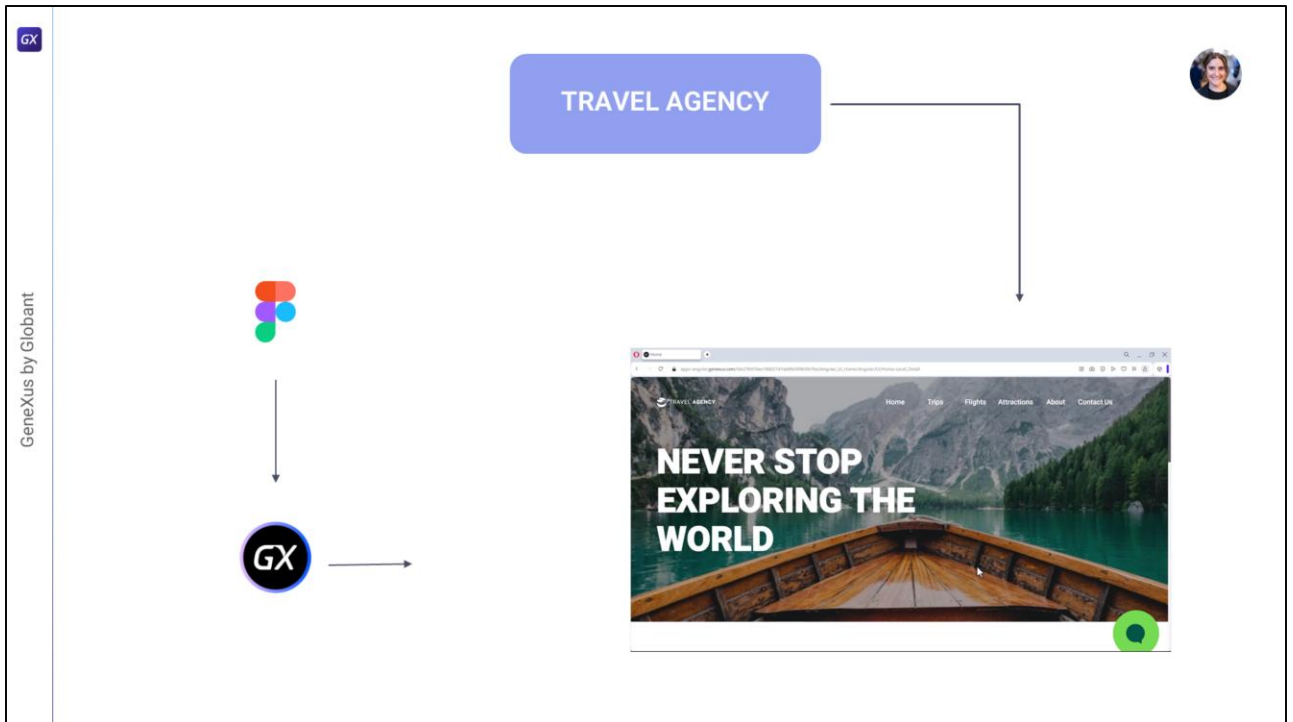 GX
TRAVEL AGENCY
GeneXus by Globant
Home
TRAVEL AGENCY
Home Trips Flights Attractions About Contact Us
NEVER STOP
EXPLORING THE
WORLD
GX